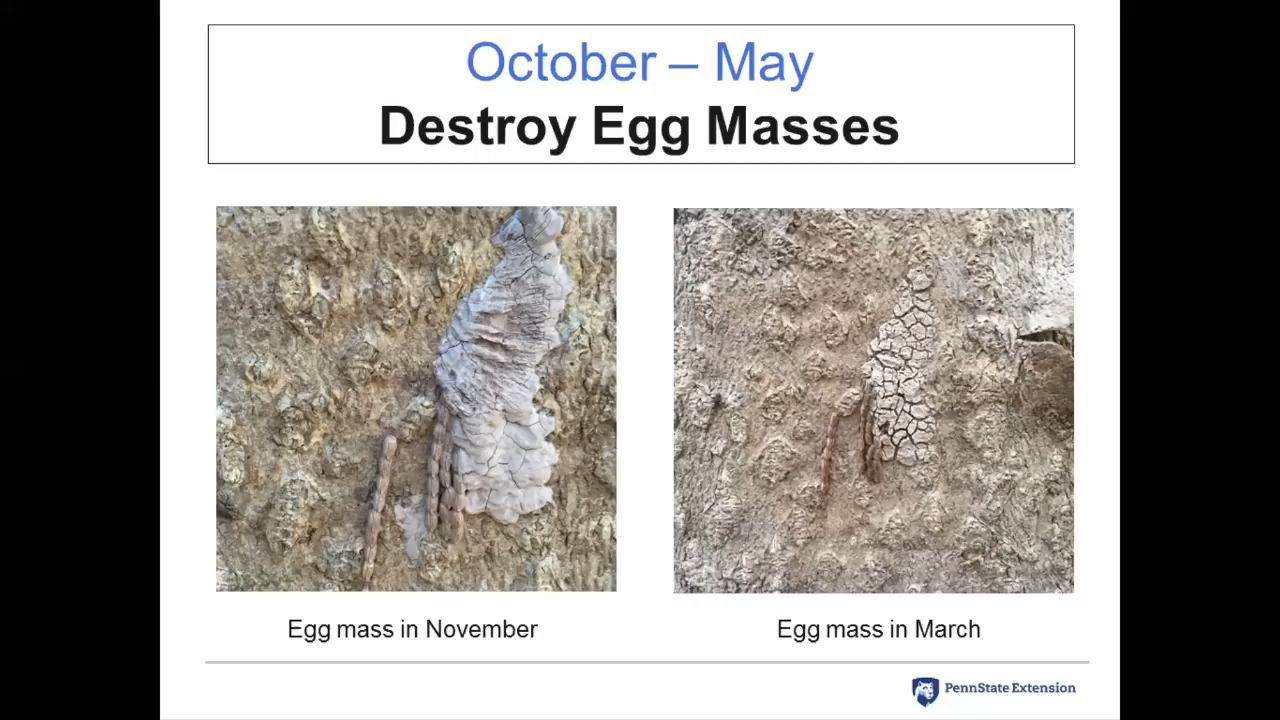 October – May
Destroy Egg Masses
Egg mass in November
Egg mass in March
PennState Extension